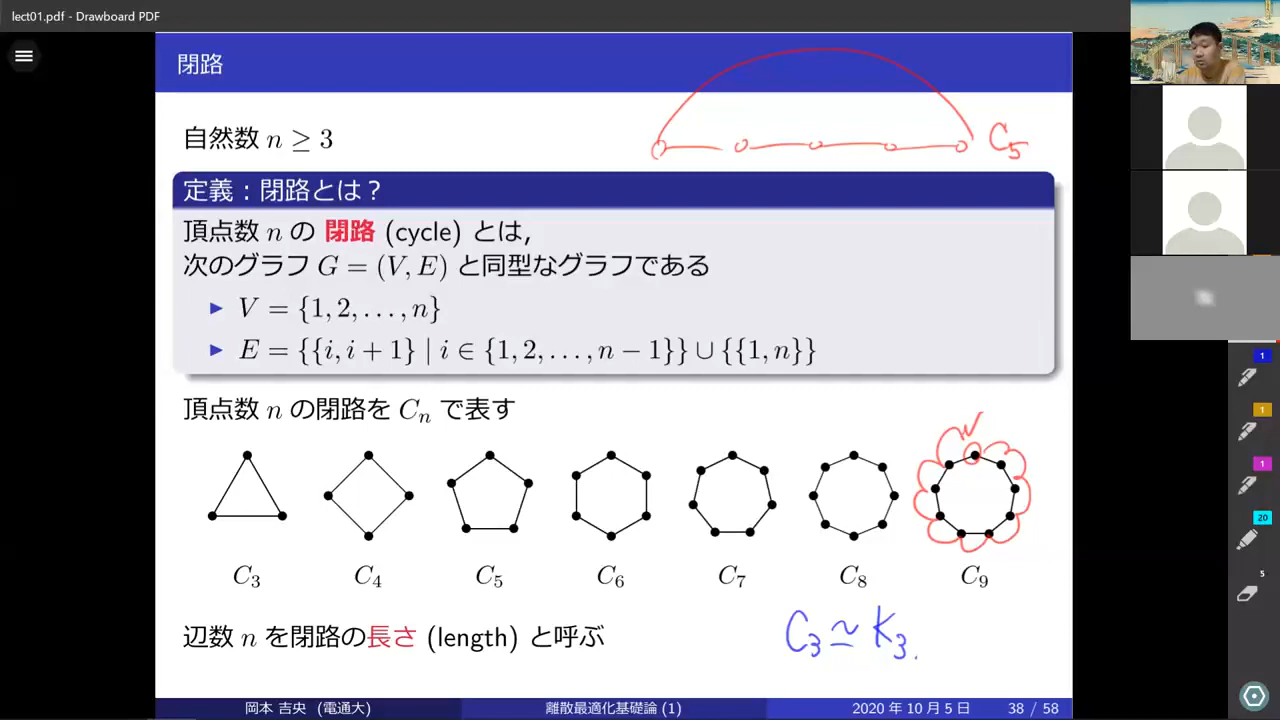 lect01.pdf - Drawboard PDF
閉路
自然数 n ≥ 3
C₅
定義:閉路とは?
頂点数 n の 閉路 (cycle) とは,
次のグラフ G = (V, E) と同型なグラフである
▶ V = {1, 2, . . . , n}
▶ E = {{i, i + 1} | i ∈ {1, 2, . . . , n − 1}} ∪ {{1, n}}
頂点数 n の閉路を Cₙ で表す
C₃ C₄ C₅ C₆ C₇ C₈ C₉
辺数 n を閉路の長さ (length) と呼ぶ
C₃ ≃ K₃.
岡本 吉央 (電通大) 離散最適化基礎論 (1) 2020 年 10 月 5 日 38 / 58
1
1
1
20
5